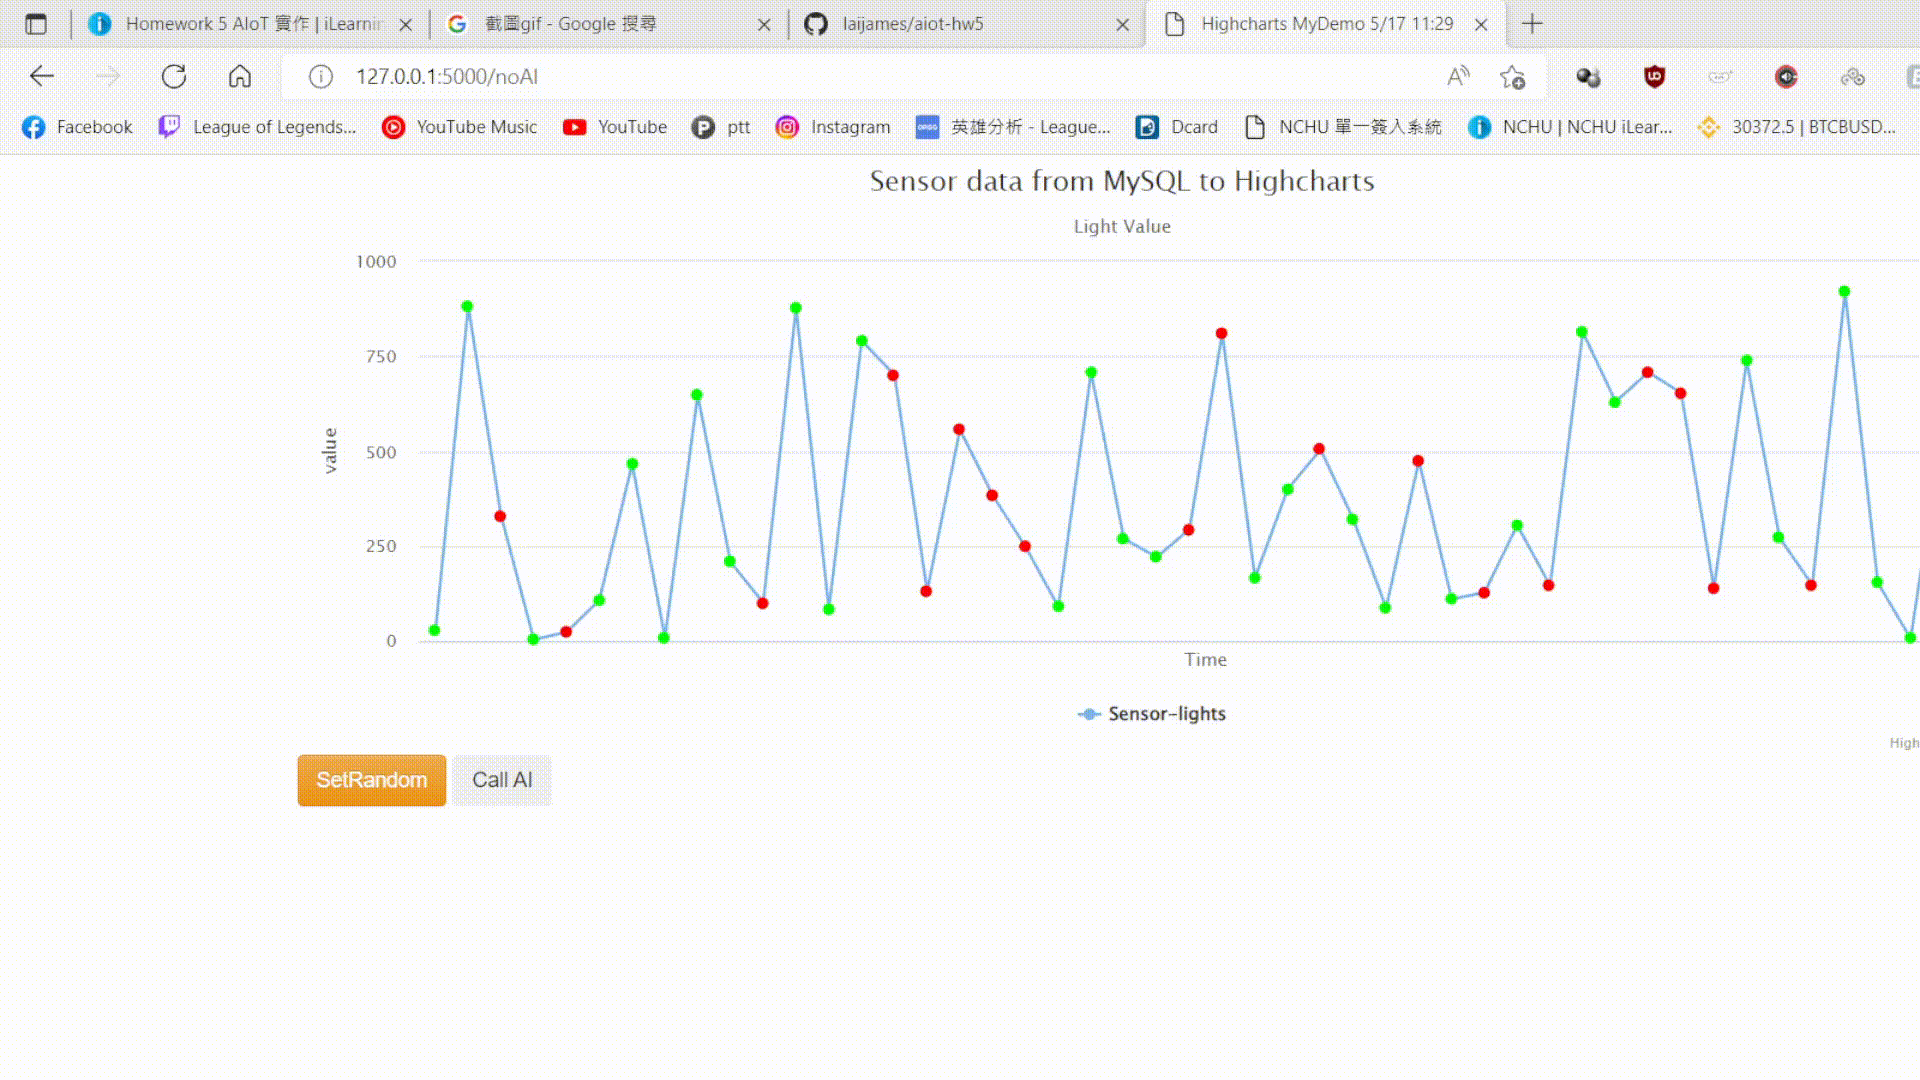 Homework 5 AIoT 實作 | iLearnin
截圖gif - Google 搜尋
laijames/aiot-hw5
Highcharts MyDemo 5/17 11:29
127.0.0.1:5000/noAI
Facebook
League of Legends...
YouTube Music
YouTube
ptt
Instagram
英雄分析 - League...
Dcard
NCHU 單一簽入系統
NCHU | NCHU iLear...
30372.5 | BTCBUSD...
Sensor data from MySQL to Highcharts
Light Value
1000
750
500
250
0
value
Time
Sensor-lights
High
SetRandom
Call AI